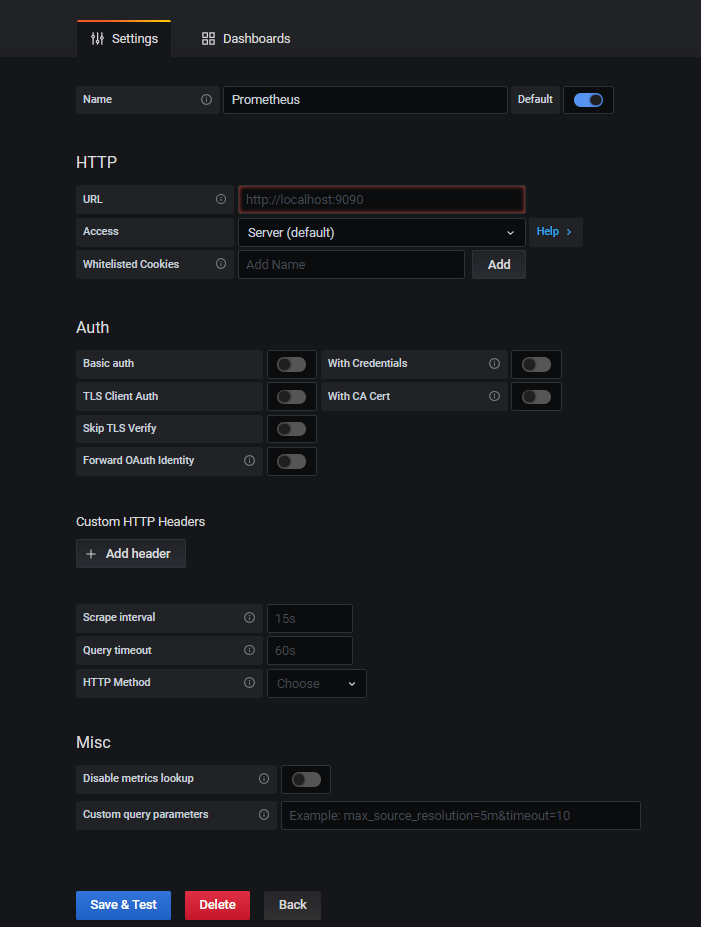 Settings Dashboards
Name Prometheus Default
HTTP
URL http://localhost:9090
Access Server (default) Help >
Whitelisted Cookies Add Name Add
Auth
Basic auth With Credentials
TLS Client Auth With CA Cert
Skip TLS Verify
Forward OAuth Identity
Custom HTTP Headers
+ Add header
Scrape interval 15s
Query timeout 60s
HTTP Method Choose
Misc
Disable metrics lookup
Custom query parameters Example: max_source_resolution=5m&timeout=10
Save & Test Delete Back